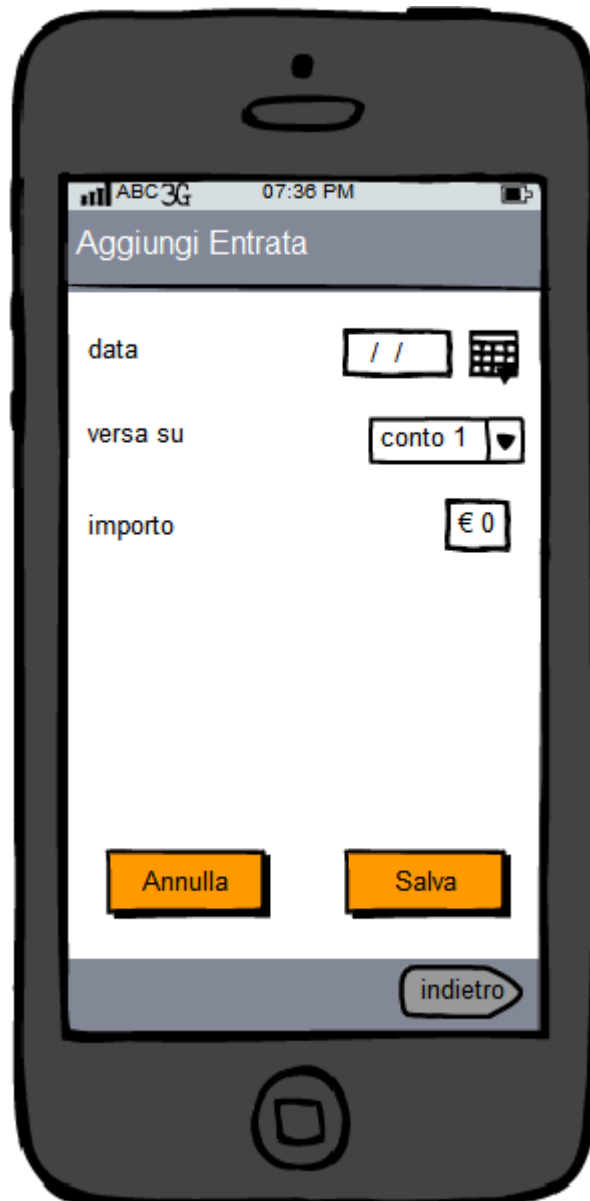 ABC 3G 07:36 PM
Aggiungi Entrata
data / /
versa su conto 1
importo € 0
Annulla Salva
indietro